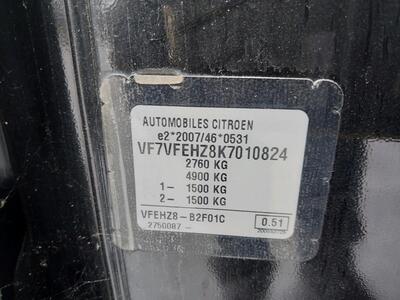 AUTOMOBILES CITROEN
e2*2007/46*0531
VF7VFEHZ8K7010824
2760 KG
4900 KG
1- 1500 KG
2- 1500 KG
VFEHZ8-B2F01C 0.51
2750087 -